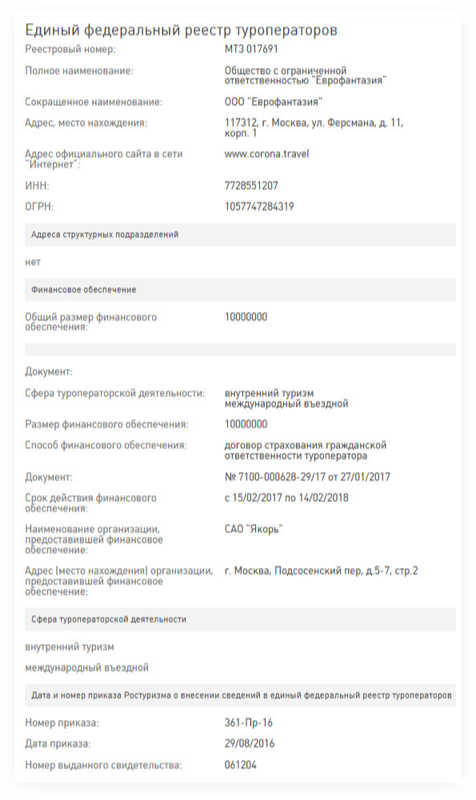 Единый федеральный реестр туроператоров
Реестровый номер: МТ3 017691
Полное наименование: Общество с ограниченной
ответственностью "Еврофантазия"
Сокращенное наименование: ООО "Еврофантазия"
Адрес, место нахождения: 117312, г. Москва, ул. Ферсмана, д. 11,
корп. 1
Адрес официального сайта в сети www.corona.travel
"Интернет":
ИНН: 7728551207
ОГРН: 1057747284319
Адреса структурных подразделений
нет
Финансовое обеспечение
Общий размер финансового 10000000
обеспечения:
Документ:
Сфера туроператорской деятельности: внутренний туризм
международный въездной
Размер финансового обеспечения: 10000000
Способ финансового обеспечения: договор страхования гражданской
ответственности туроператора
Документ: № 7100-000628-29/17 от 27/01/2017
Срок действия финансового с 15/02/2017 по 14/02/2018
обеспечения:
Наименование организации, САО "Якорь"
предоставившей финансовое
обеспечение:
Адрес (место нахождения) организации, г. Москва, Подсосенский пер, д.5-7, стр.2
предоставившей финансовое
обеспечение:
Сфера туроператорской деятельности
внутренний туризм
международный въездной
Дата и номер приказа Ростуризма о внесении сведений в единый федеральный реестр туроператоров
Номер приказа: 361-Пр-16
Дата приказа: 29/08/2016
Номер выданного свидетельства: 061204